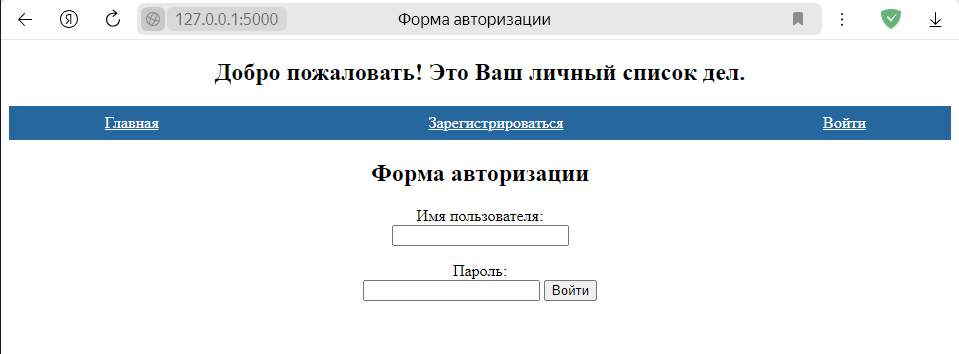 Я 127.0.0.1:5000 Форма авторизации
Добро пожаловать! Это Ваш личный список дел.
Главная Зарегистрироваться Войти
Форма авторизации
Имя пользователя:
Пароль:
Войти